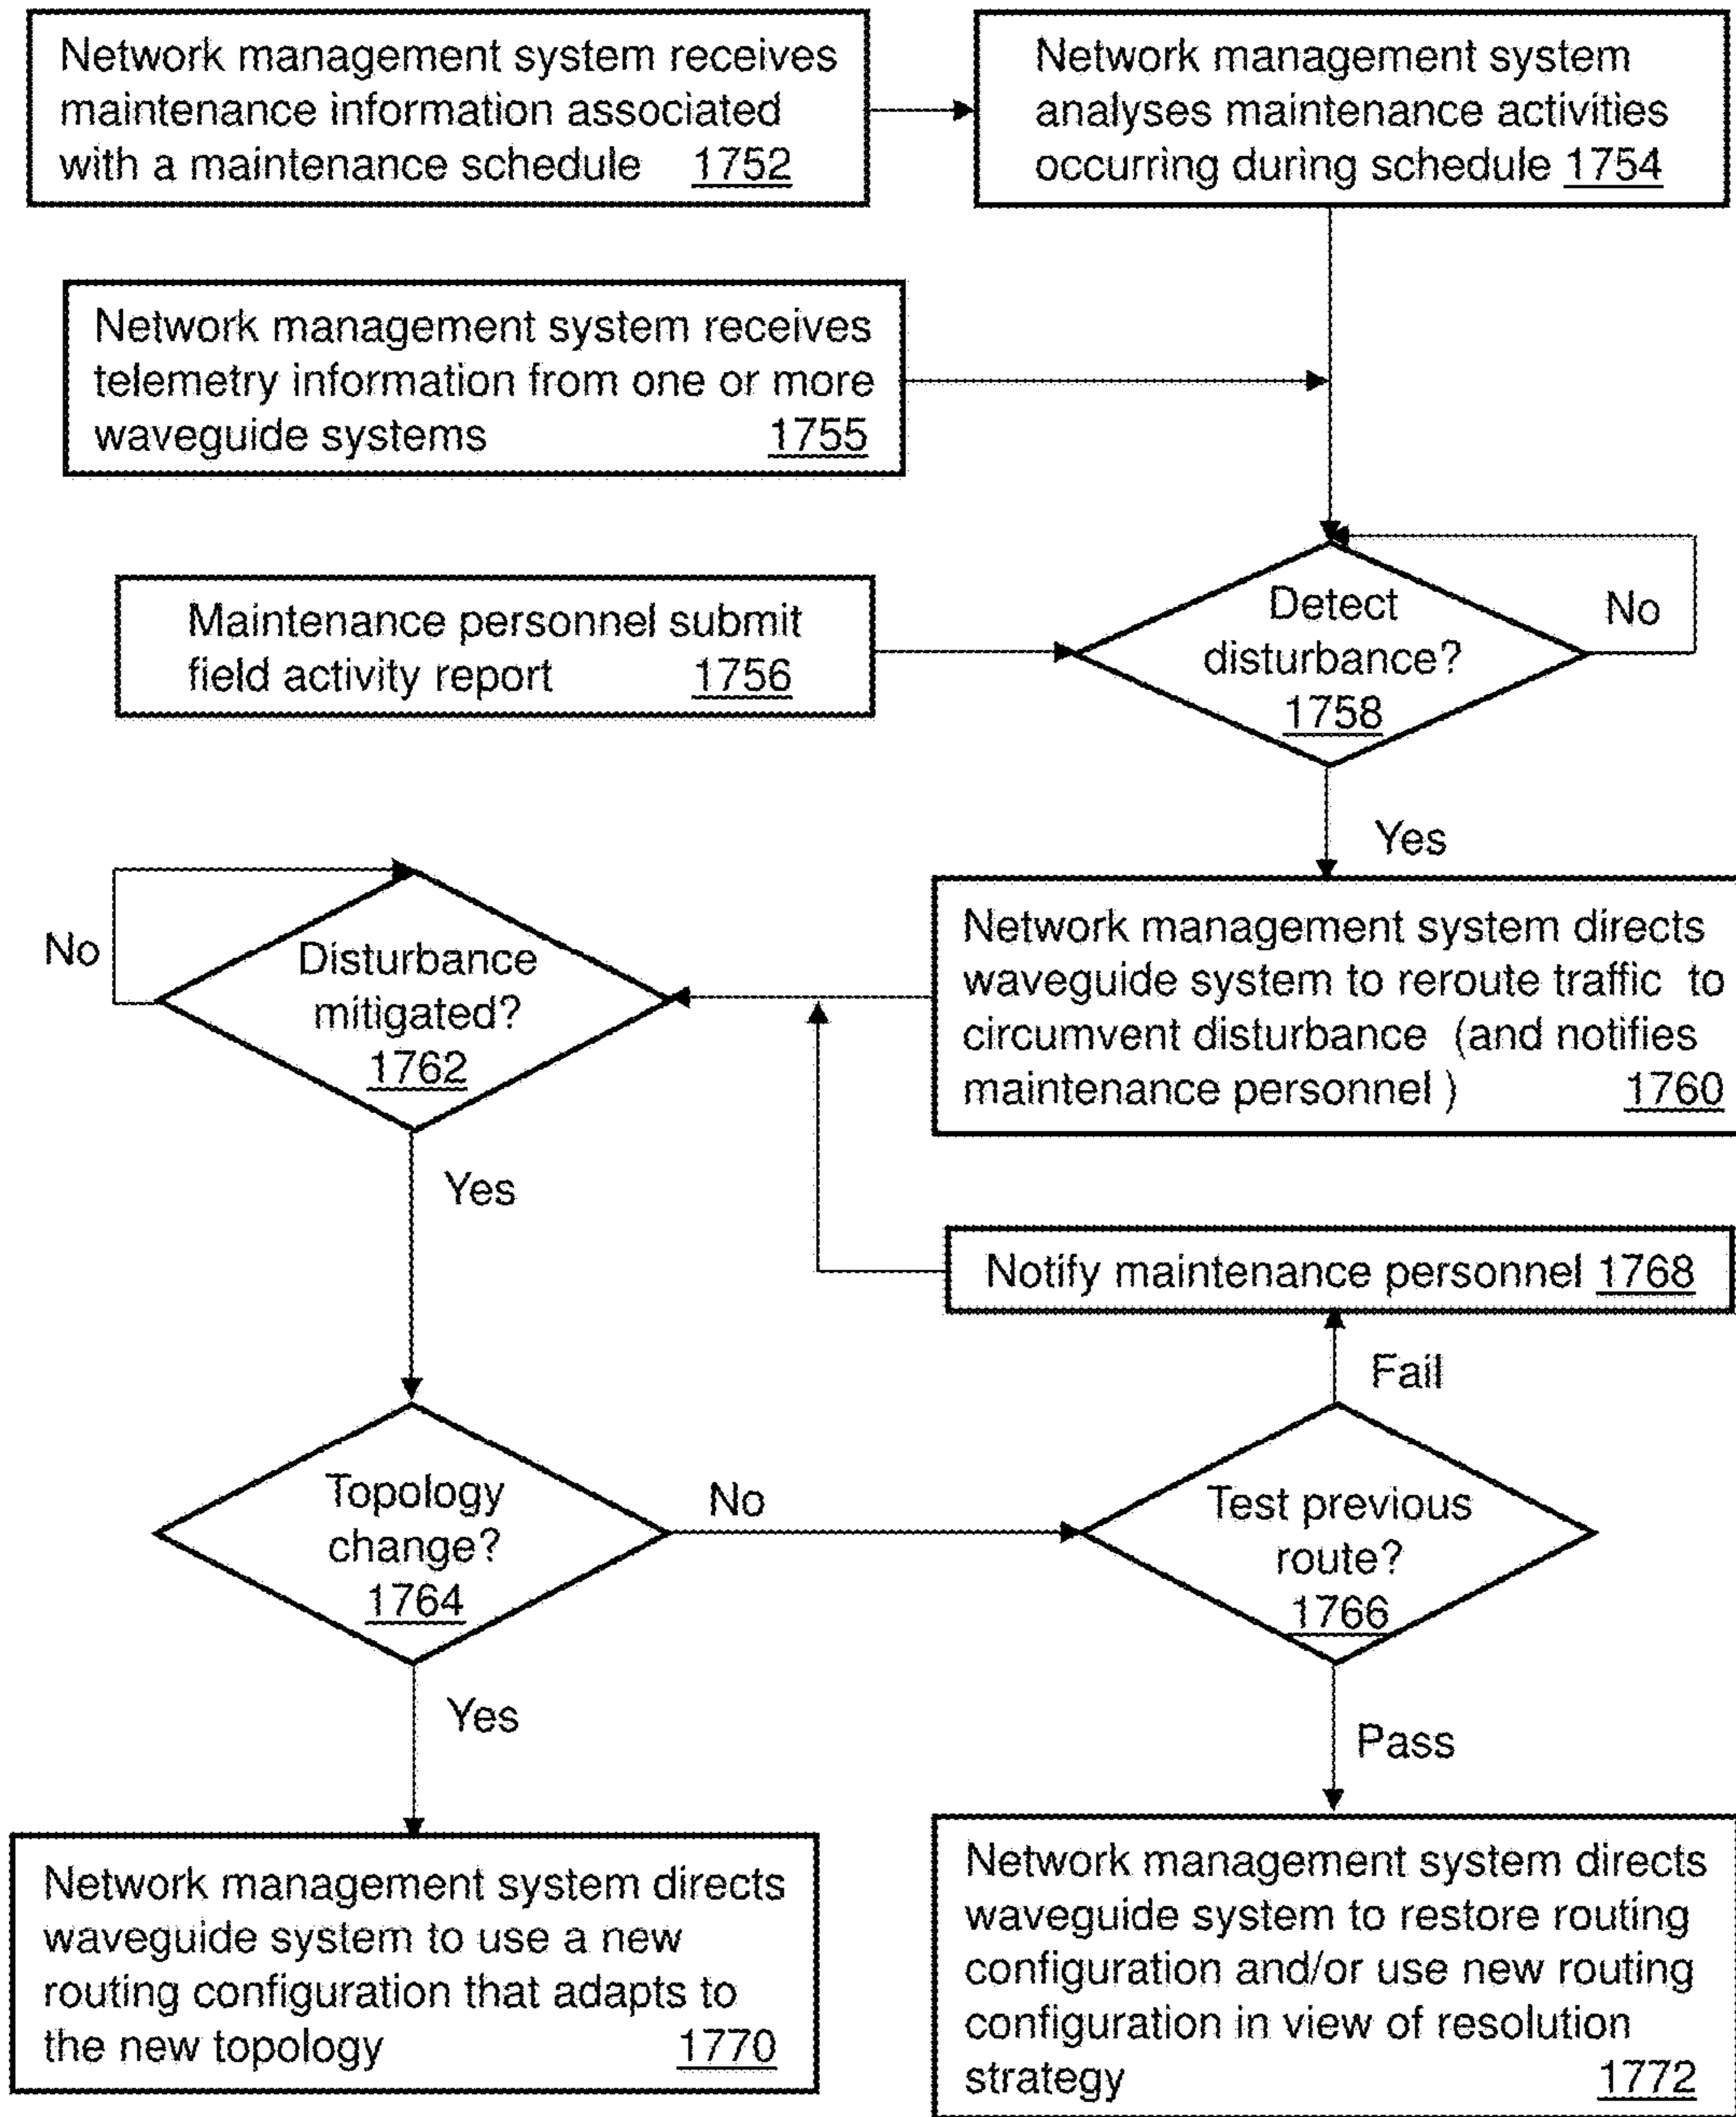 Network management system receives
maintenance information associated
with a maintenance schedule 1752
Network management system
analyses maintenance activities
occurring during schedule 1754
Network management system receives
telemetry information from one or more
waveguide systems 1755
Maintenance personnel submit
field activity report 1756
Detect
disturbance?
1758
No
Yes
Network management system directs
waveguide system to reroute traffic to
circumvent disturbance (and notifies
maintenance personnel )
1760
No
Disturbance
mitigated?
1762
Yes
Notify maintenance personnel 1768
Fail
Topology
change?
1764
No
Test previous
route?
1766
Yes
Pass
Network management system directs
waveguide system to use a new
routing configuration that adapts to
the new topology 1770
Network management system directs
waveguide system to restore routing
configuration and/or use new routing
configuration in view of resolution
strategy 1772